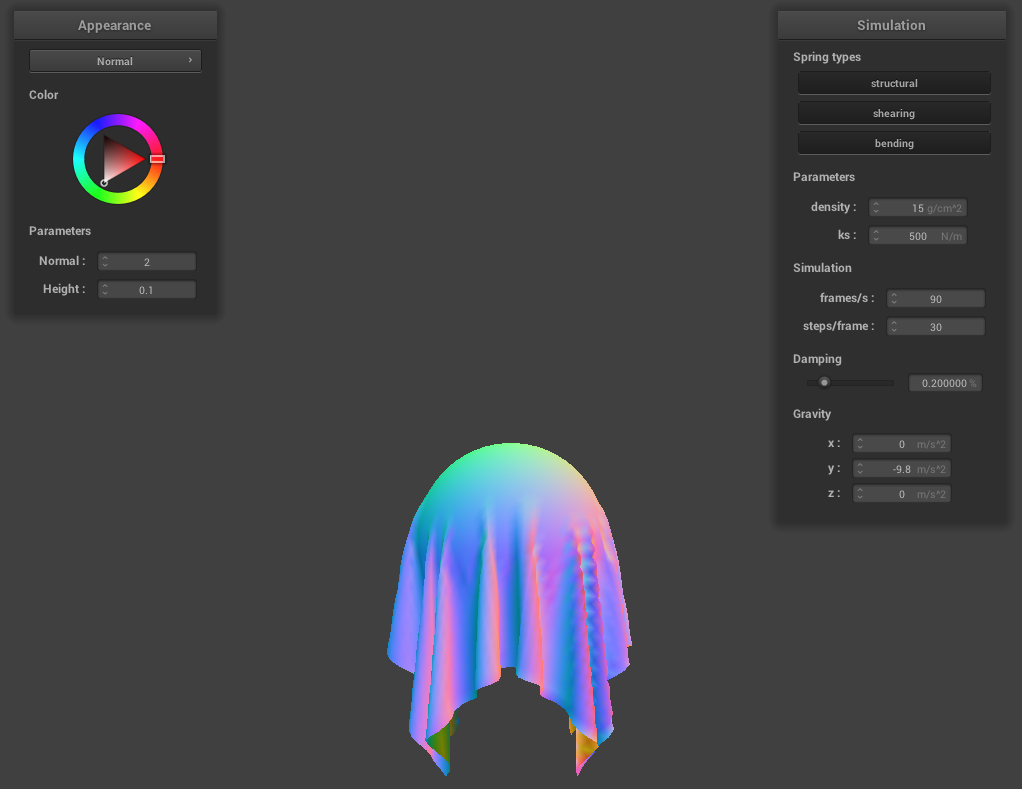 Appearance
Normal
Color
Parameters
Normal :
2
Height :
0.1
Simulation
Spring types
structural
shearing
bending
Parameters
density :
15 g/cm^2
ks :
500 N/m
Simulation
frames/s :
90
steps/frame :
30
Damping
0.200000 %
Gravity
x :
0 m/s^2
y :
-9.8 m/s^2
z :
0 m/s^2